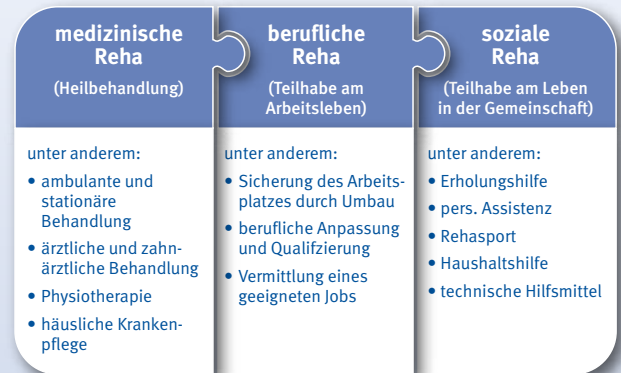 medizinische
Reha
(Heilbehandlung)
unter anderem:
• ambulante und
stationäre
Behandlung
• ärztliche und zahn-
ärztliche Behandlung
• Physiotherapie
• häusliche Kranken-
pflege
berufliche
Reha
(Teilhabe am
Arbeitsleben)
unter anderem:
• Sicherung des Arbeits-
platzes durch Umbau
• berufliche Anpassung
und Qualifzierung
• Vermittlung eines
geeigneten Jobs
soziale
Reha
(Teilhabe am Leben
in der Gemeinschaft)
unter anderem:
• Erholungshilfe
• pers. Assistenz
• Rehasport
• Haushaltshilfe
• technische Hilfsmittel